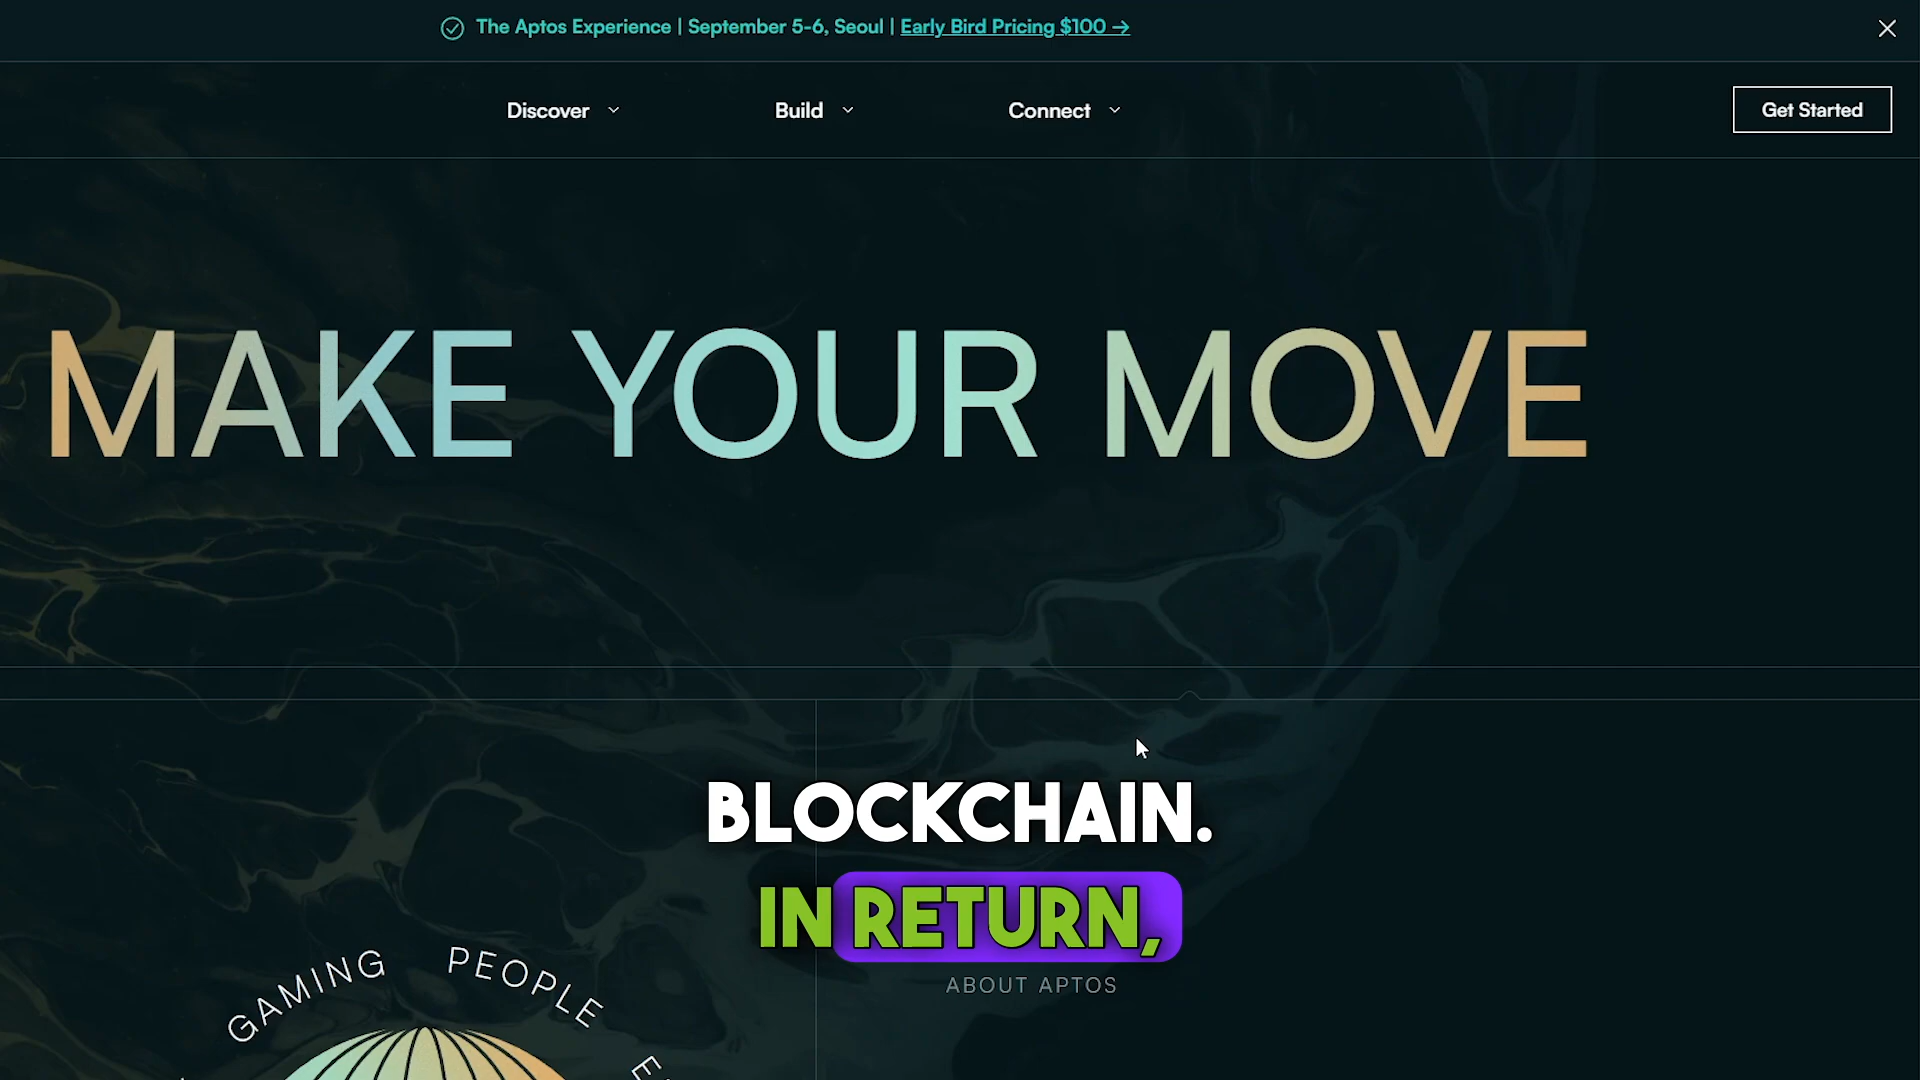 The Aptos Experience | September 5-6, Seoul | Early Bird Pricing $100 →
Discover
Build
Connect
Get Started
MAKE YOUR MOVE
BLOCKCHAIN.
IN RETURN,
ABOUT APTOS
GAMING PEOPLE